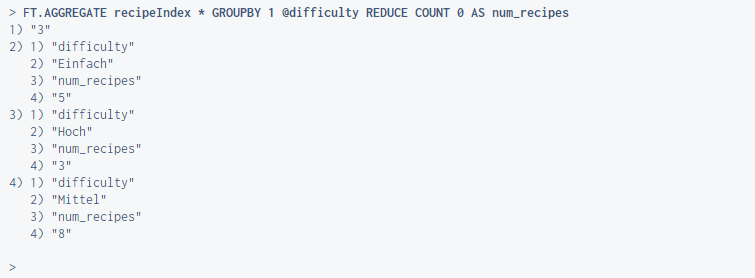 > FT.AGGREGATE recipeIndex * GROUPBY 1 @difficulty REDUCE COUNT 0 AS num_recipes
1) "3"
2) 1) "difficulty"
   2) "Einfach"
   3) "num_recipes"
   4) "5"
3) 1) "difficulty"
   2) "Hoch"
   3) "num_recipes"
   4) "3"
4) 1) "difficulty"
   2) "Mittel"
   3) "num_recipes"
   4) "8"
>